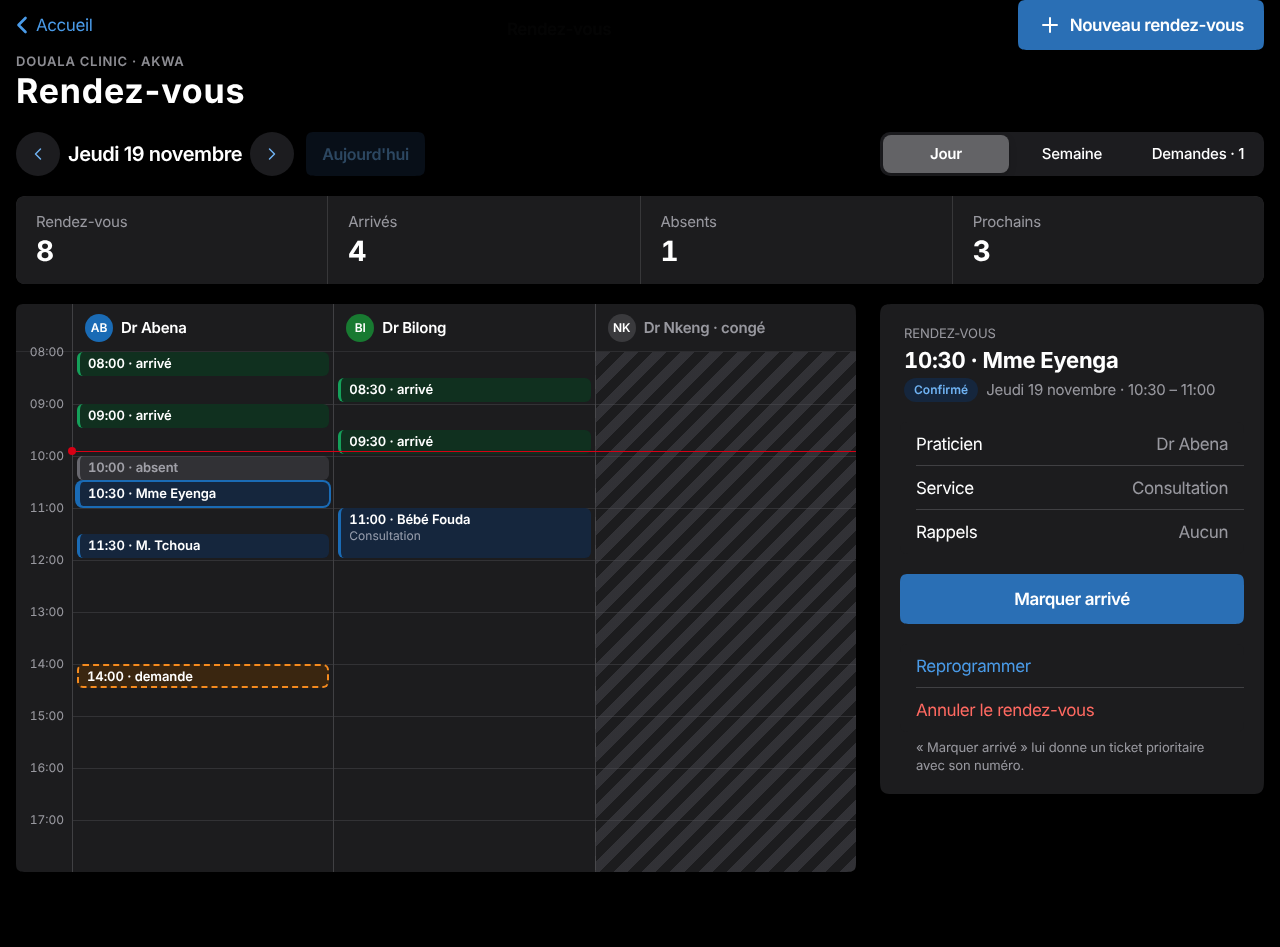 Accueil
Rendez-vous
Nouveau rendez-vous
DOUALA CLINIC · AKWA
Rendez-vous
Jeudi 19 novembre
Aujourd'hui
Jour
Semaine
Demandes · 1
Rendez-vous
8
Arrivés
4
Absents
1
Prochains
3
AB Dr Abena
BI Dr Bilong
NK Dr Nkeng · congé
08:00
09:00
10:00
11:00
12:00
13:00
14:00
15:00
16:00
17:00
08:00 · arrivé
09:00 · arrivé
10:00 · absent
10:30 · Mme Eyenga
11:30 · M. Tchoua
14:00 · demande
08:30 · arrivé
09:30 · arrivé
11:00 · Bébé Fouda
Consultation
RENDEZ-VOUS
10:30 · Mme Eyenga
Confirmé Jeudi 19 novembre · 10:30 – 11:00
Praticien Dr Abena
Service Consultation
Rappels Aucun
Marquer arrivé
Reprogrammer
Annuler le rendez-vous
« Marquer arrivé » lui donne un ticket prioritaire
avec son numéro.